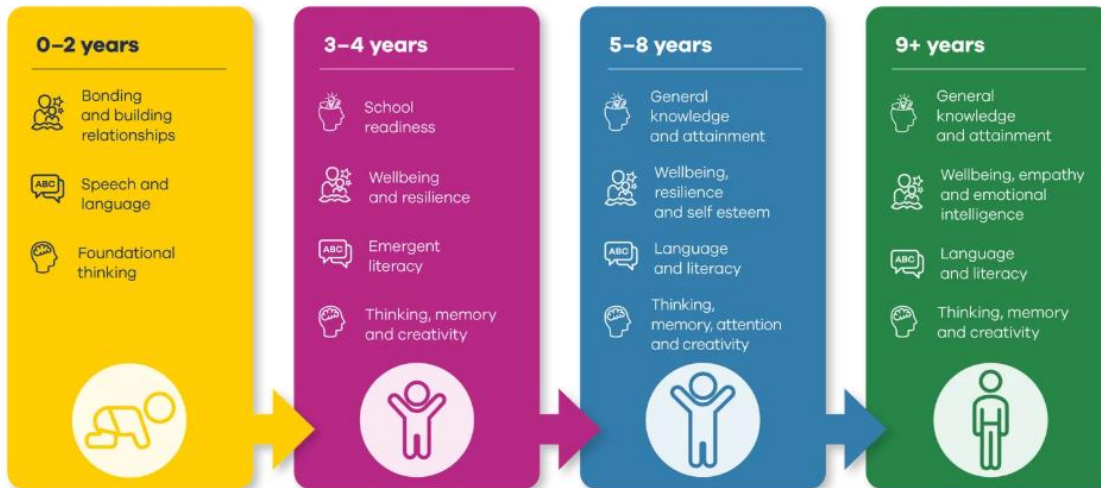 0–2 years
Bonding
and building
relationships
ABC
Speech and
language
Foundational
thinking
3–4 years
School
readiness
Wellbeing
and resilience
ABC
Emergent
literacy
Thinking, memory
and creativity
5–8 years
General
knowledge
and attainment
Wellbeing,
resilience
and self esteem
ABC
Language
and literacy
Thinking,
memory, attention
and creativity
9+ years
General
knowledge
and attainment
Wellbeing, empathy
and emotional
intelligence
ABC
Language
and literacy
Thinking, memory
and creativity